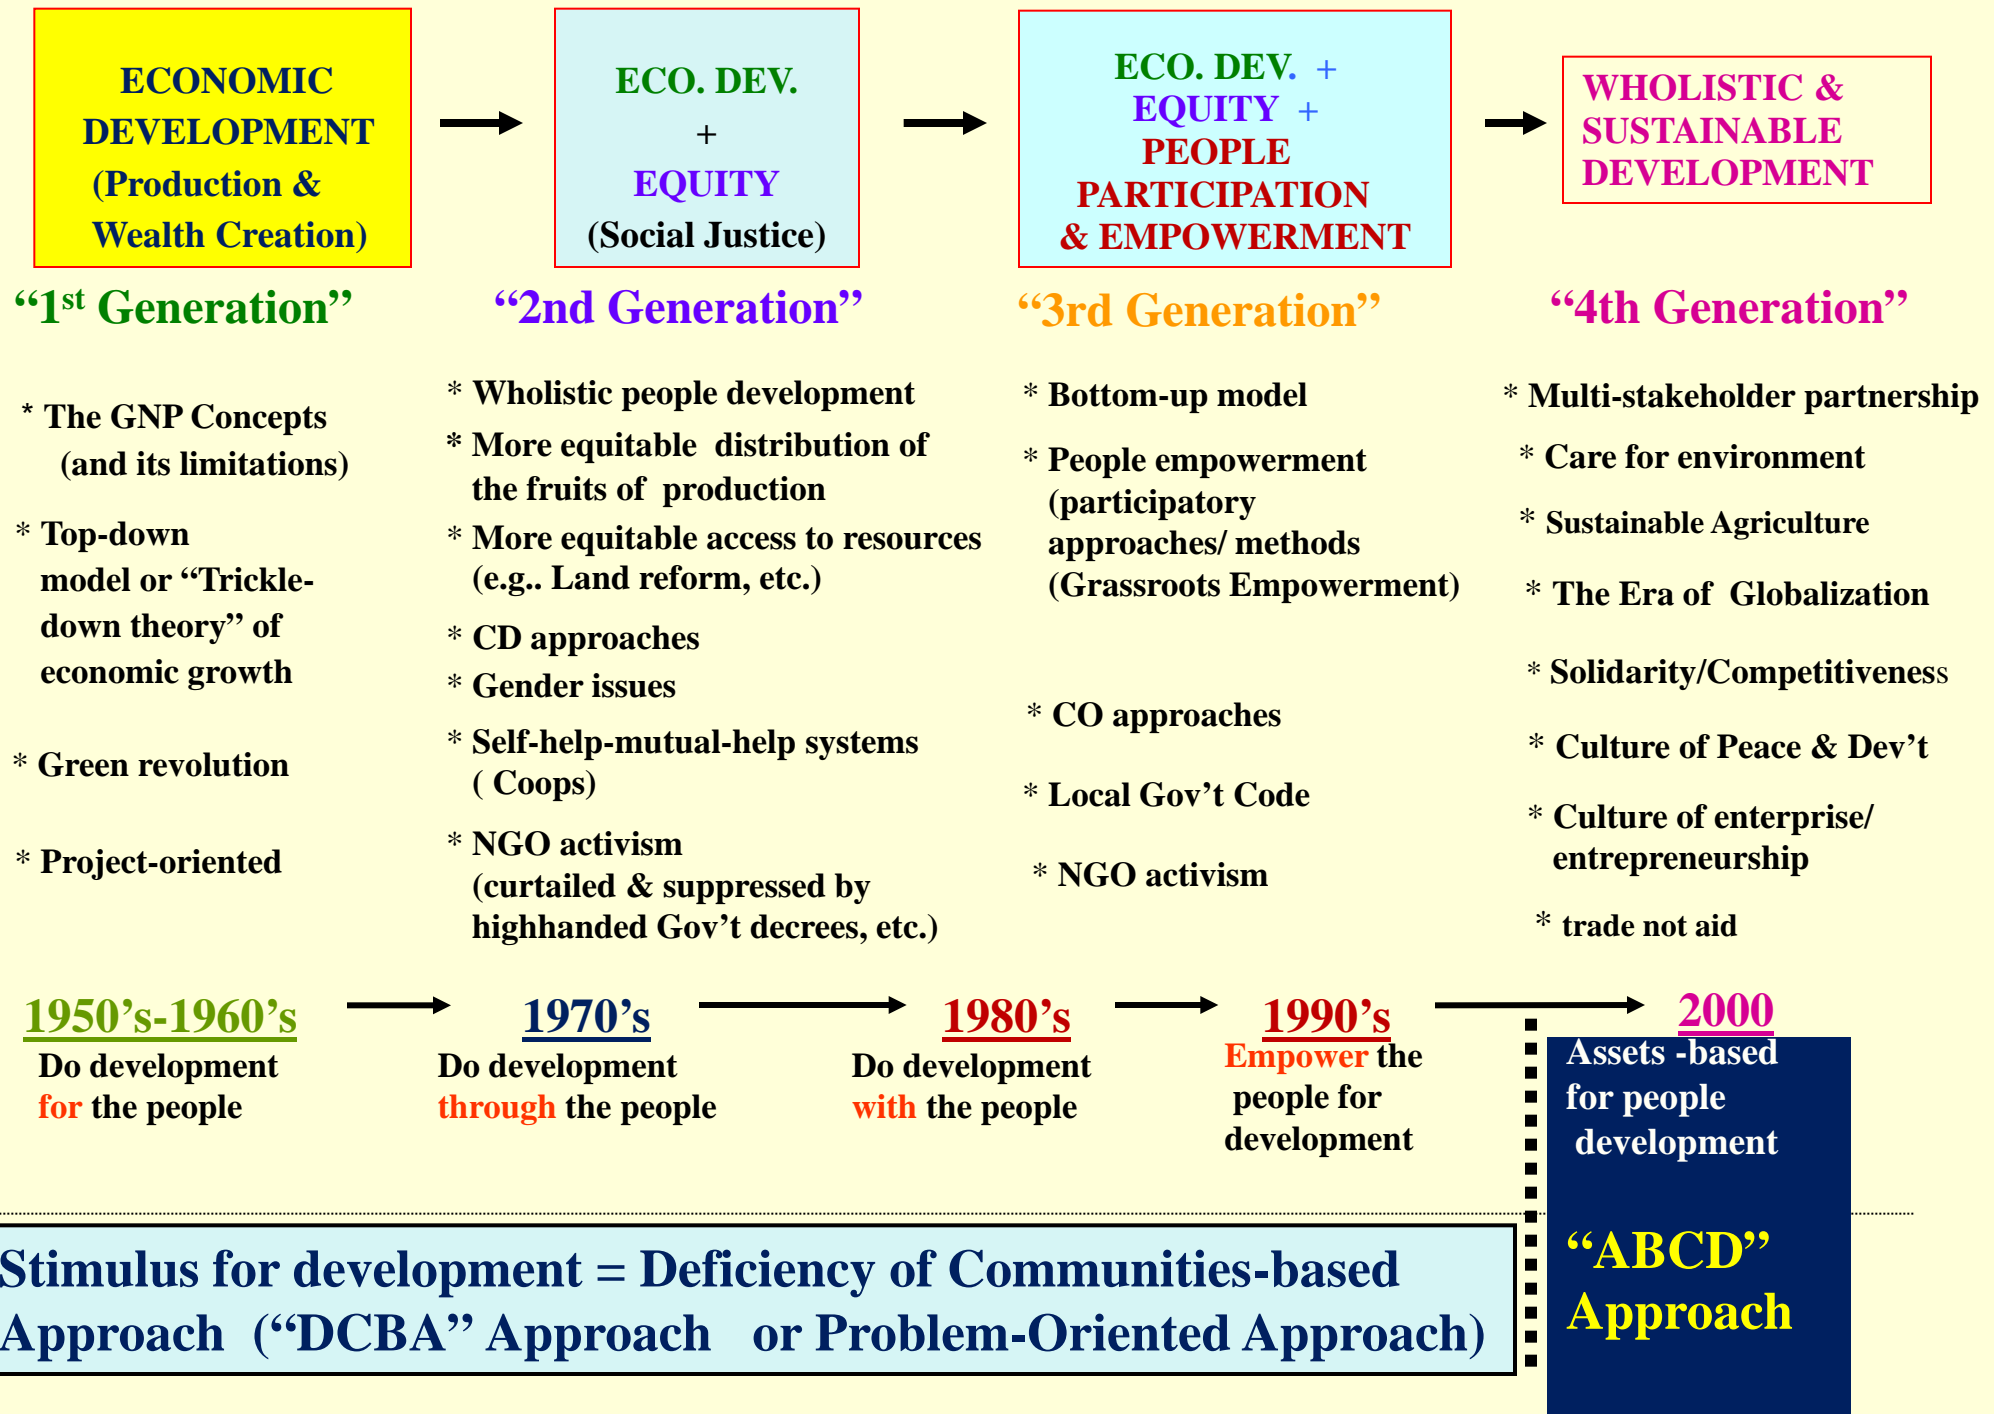 ECONOMIC
DEVELOPMENT
(Production &
Wealth Creation)
ECO. DEV.
+
EQUITY
(Social Justice)
ECO. DEV. +
EQUITY +
PEOPLE
PARTICIPATION
& EMPOWERMENT
WHOLISTIC &
SUSTAINABLE
DEVELOPMENT
“1st Generation”
“2nd Generation”
“3rd Generation”
“4th Generation”
* The GNP Concepts
(and its limitations)
* Top-down
model or “Trickle-
down theory” of
economic growth
* Green revolution
* Project-oriented
* Wholistic people development
* More equitable distribution of
the fruits of production
* More equitable access to resources
(e.g.. Land reform, etc.)
* CD approaches
* Gender issues
* Self-help-mutual-help systems
( Coops)
* NGO activism
(curtailed & suppressed by
highhanded Gov’t decrees, etc.)
* Bottom-up model
* People empowerment
(participatory
approaches/ methods
(Grassroots Empowerment)
* CO approaches
* Local Gov’t Code
* NGO activism
* Multi-stakeholder partnership
* Care for environment
* Sustainable Agriculture
* The Era of Globalization
* Solidarity/Competitiveness
* Culture of Peace & Dev’t
* Culture of enterprise/
entrepreneurship
* trade not aid
1950’s-1960’s
Do development
for the people
1970’s
Do development
through the people
1980’s
Do development
with the people
1990’s
Empower the
people for
development
2000
Assets -based
for people
development
“ABCD”
Approach
Stimulus for development = Deficiency of Communities-based
Approach (“DCBA” Approach or Problem-Oriented Approach)